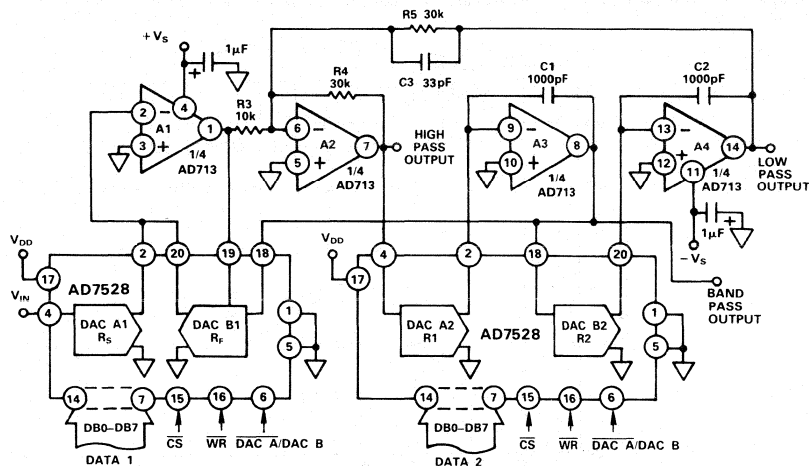 R5 30k
C3 33pF
+VS
1μF
+
R4
30k
R3
10k
C1
1000pF
C2
1000pF
2
4
1
3
A1
−
+
1/4
AD713
6
5
7
A2
−
+
1/4
AD713
HIGH
PASS
OUTPUT
9
10
8
A3
−
+
1/4
AD713
13
12
11
14
A4
−
+
1/4
AD713
LOW
PASS
OUTPUT
1μF
+
−VS
VDD
17
2
20
19
18
VIN
4
AD7528
DAC A1
RS
DAC B1
RF
1
5
14
7
15
16
6
DB0–DB7
CS
WR
DAC A/DAC B
DATA 1
VDD
17
4
2
18
20
BAND
PASS
OUTPUT
DAC A2
R1
AD7528
DAC B2
R2
1
5
14
7
15
16
6
DB0–DB7
CS
WR
DAC A/DAC B
DATA 2